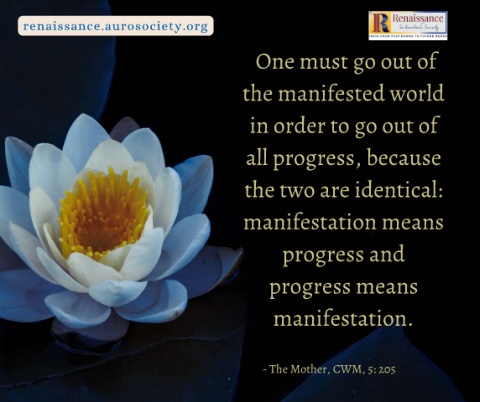 renaissance.aurosociety.org
Renaissance
One must go out of
the manifested world
in order to go out of
all progress, because
the two are identical:
manifestation means
progress and
progress means
manifestation.
- The Mother, CWM, 5: 205